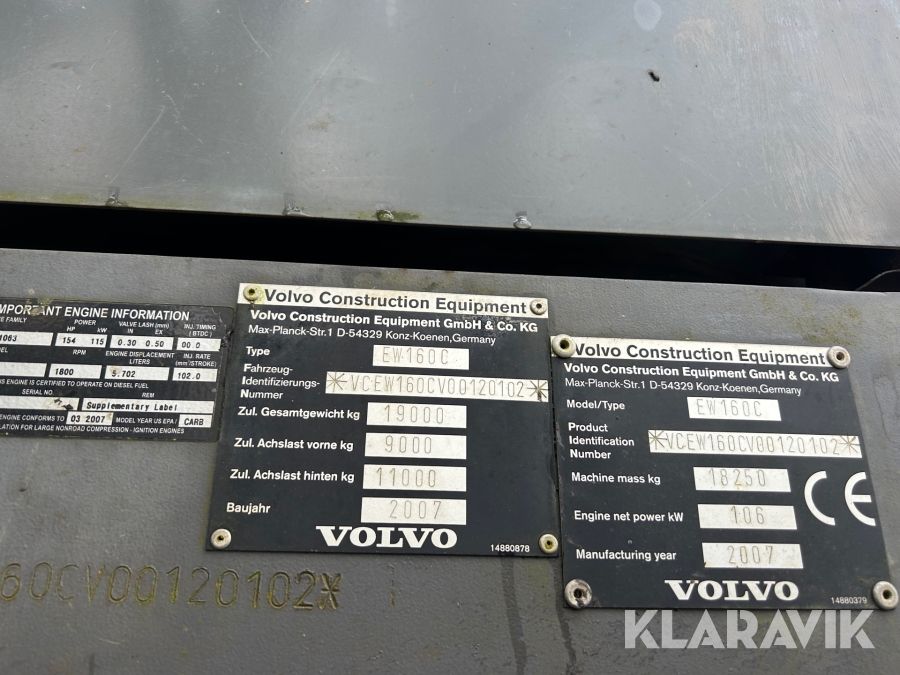 IMPORTANT ENGINE INFORMATION
FAMILY POWER VALVE LASH (mm) INJ. TIMING
HP kW IN EX (BTDC)
1063 154 115 0.30 0.50 00.0
RPM ENGINE DISPLACEMENT INJ. RATE
LITERS (mm³/STROKE)
1800 5.702 102.0
ENGINE IS CERTIFIED TO OPERATE ON DIESEL FUEL
SERIAL NO. REM
Supplementary Label
ENGINE CONFORMS TO 03 2007 MODEL YEAR US EPA / CARB
FOR LARGE NONROAD COMPRESSION - IGNITION ENGINES
Volvo Construction Equipment
Volvo Construction Equipment GmbH & Co. KG
Max-Planck-Str.1 D-54329 Konz-Koenen,Germany
Type EW160C
Fahrzeug-
Identifizierungs-
Nummer *VCEW160CV00120102*
Zul. Gesamtgewicht kg 19000
Zul. Achslast vorne kg 9000
Zul. Achslast hinten kg 11000
Baujahr 2007
VOLVO 14880878
Volvo Construction Equipment
Volvo Construction Equipment GmbH & Co. KG
Max-Planck-Str.1 D-54329 Konz-Koenen,Germany
Model/Type EW160C
Product
Identification
Number *VCEW160CV00120102*
Machine mass kg 18250
CE
Engine net power kW 106
Manufacturing year 2007
VOLVO 14880379
60CV00120102*
KLARAVIK